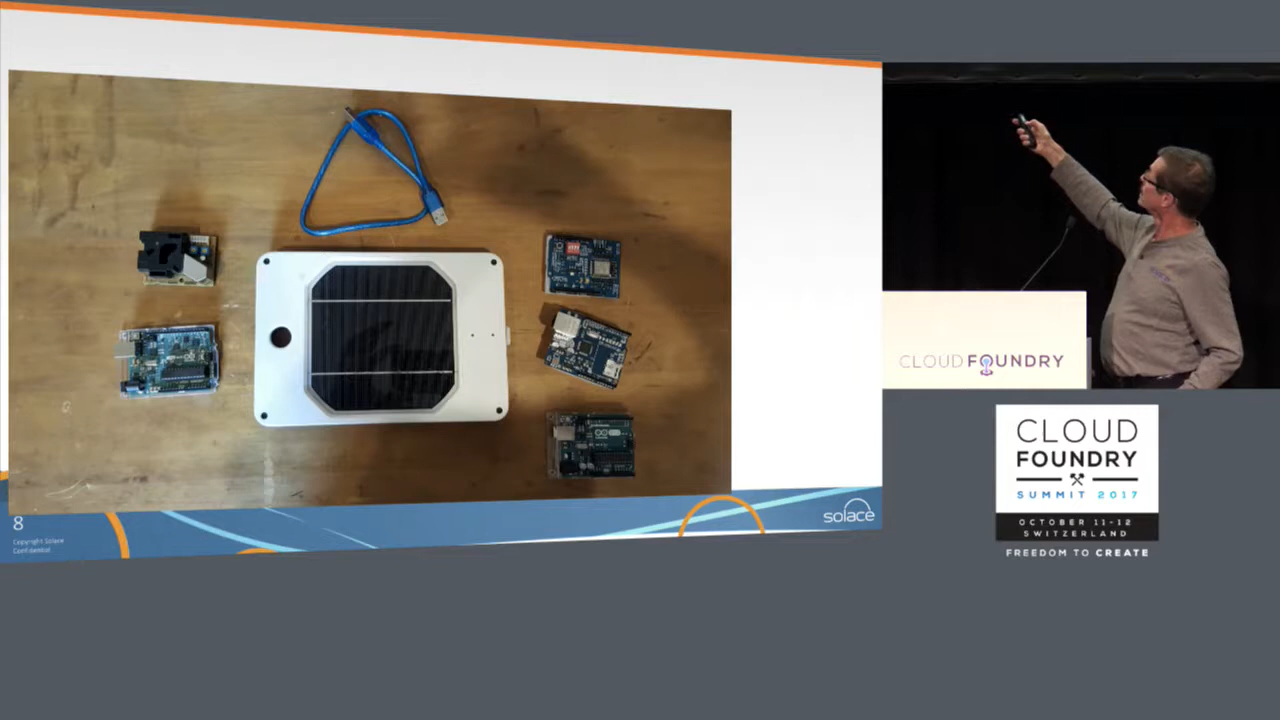 8
Copyright Solace
Confidential
solace
CLOUD FOUNDRY
CLOUD
FOUNDRY
SUMMIT 2017
OCTOBER 11-12
SWITZERLAND
FREEDOM TO CREATE